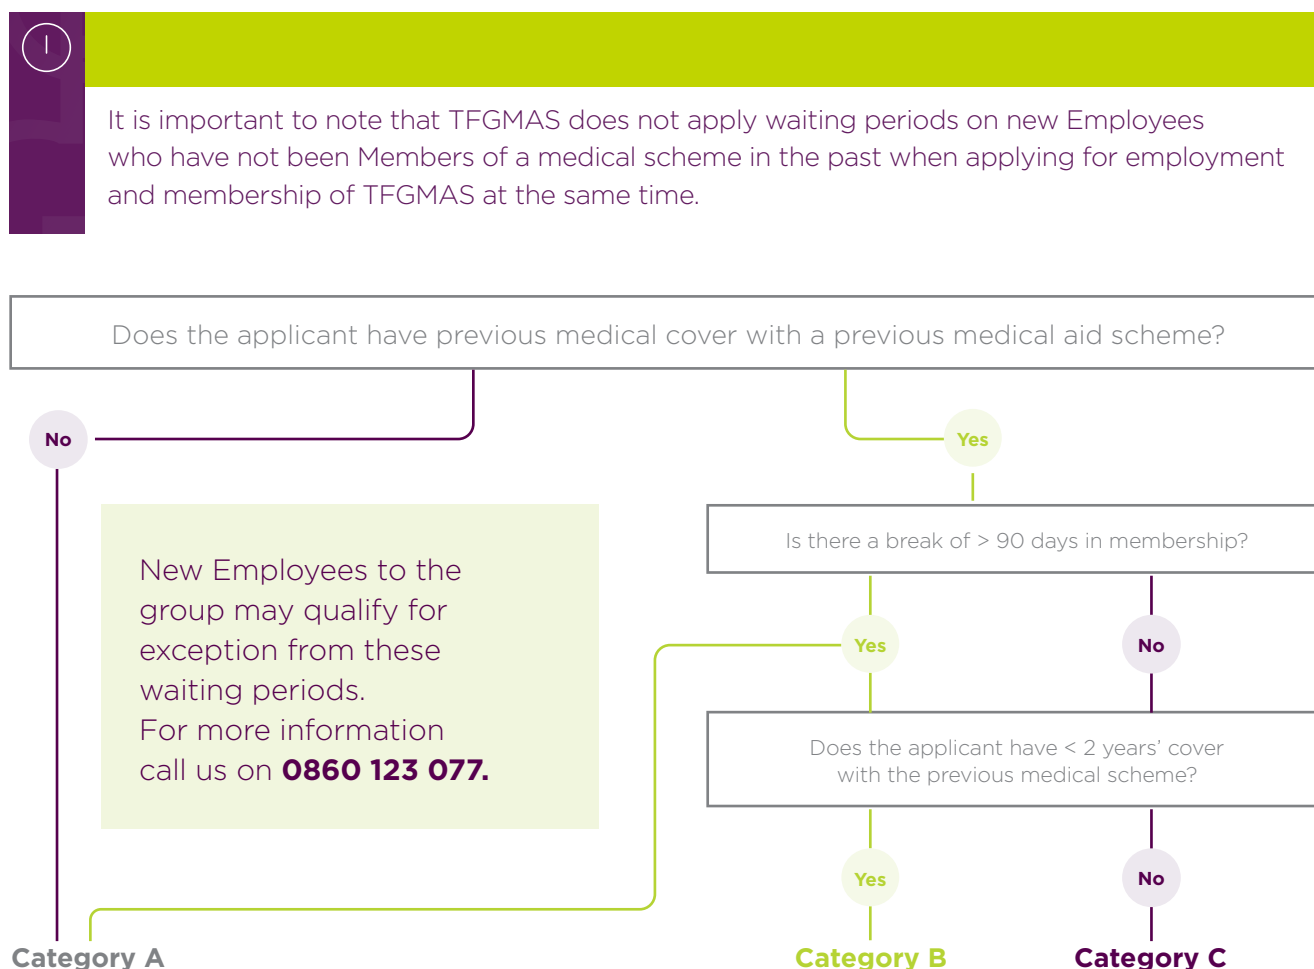 It is important to note that TFGMAS does not apply waiting periods on new Employees
who have not been Members of a medical scheme in the past when applying for employment
and membership of TFGMAS at the same time.
Does the applicant have previous medical cover with a previous medical aid scheme?
No
Yes
Is there a break of > 90 days in membership?
New Employees to the
group may qualify for
exception from these
waiting periods.
For more information
call us on 0860 123 077.
Yes
No
Does the applicant have < 2 years’ cover
with the previous medical scheme?
Yes
No
Category A
Category B
Category C